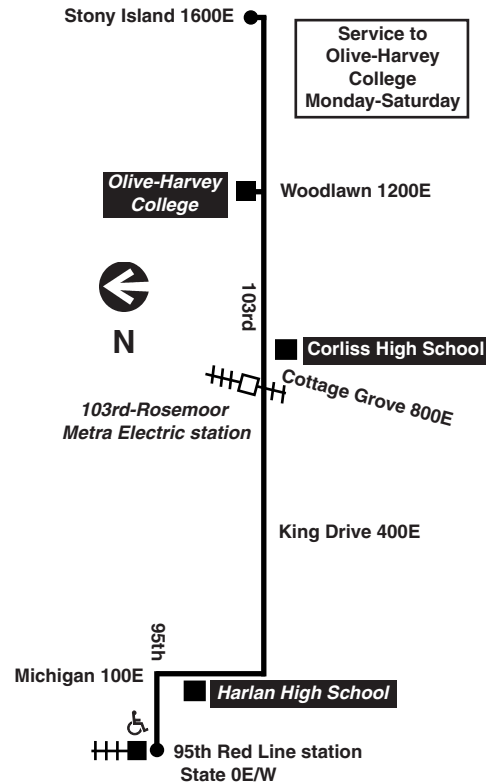 Stony Island 1600E
Service to
Olive-Harvey
College
Monday-Saturday
Olive-Harvey
College
Woodlawn 1200E
103rd
N
Corliss High School
Cottage Grove 800E
103rd-Rosemoor
Metra Electric station
King Drive 400E
95th
Michigan 100E
Harlan High School
95th Red Line station
State 0E/W